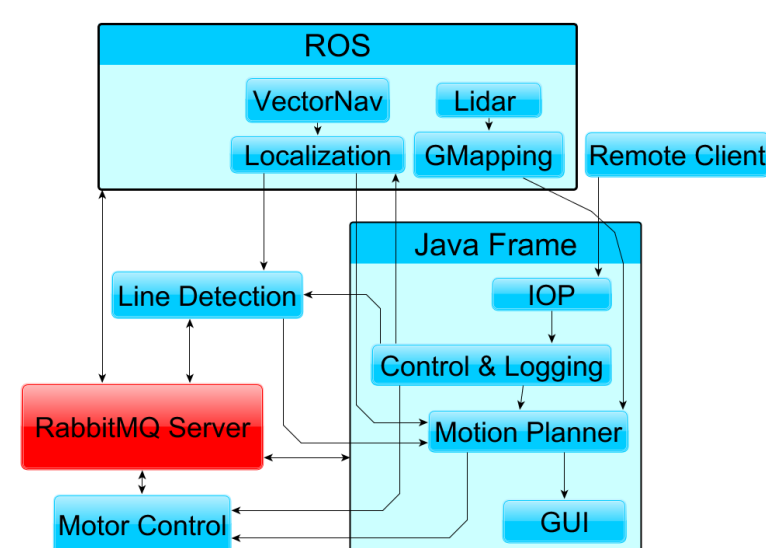 ROS
VectorNav
Lidar
Localization
GMapping
Remote Client
Java Frame
Line Detection
IOP
Control & Logging
RabbitMQ Server
Motion Planner
Motor Control
GUI